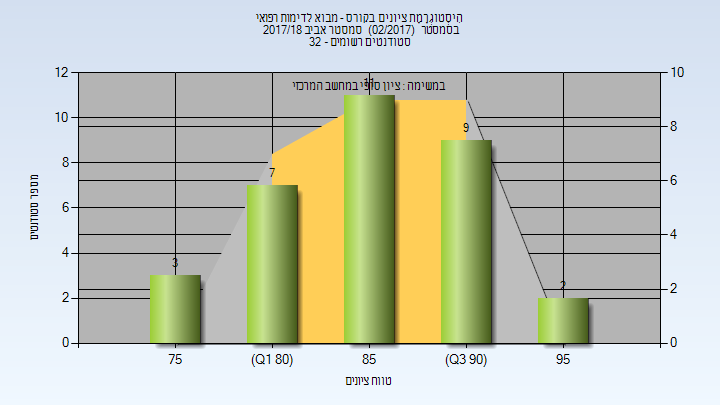 היסטוגרמת ציונים בקורס - מבוא לדימות רפואי
בסמסטר (02/2017) סמסטר אביב 2017/18
סטודנטים רשומים - 32
במשימה : ציון סופי במחשב המרכזי
12
10
8
6
4
2
0
10
8
6
4
2
0
מספר סטודנטים
3
7
11
9
2
75
(Q1 80)
85
(Q3 90)
95
טווח ציונים